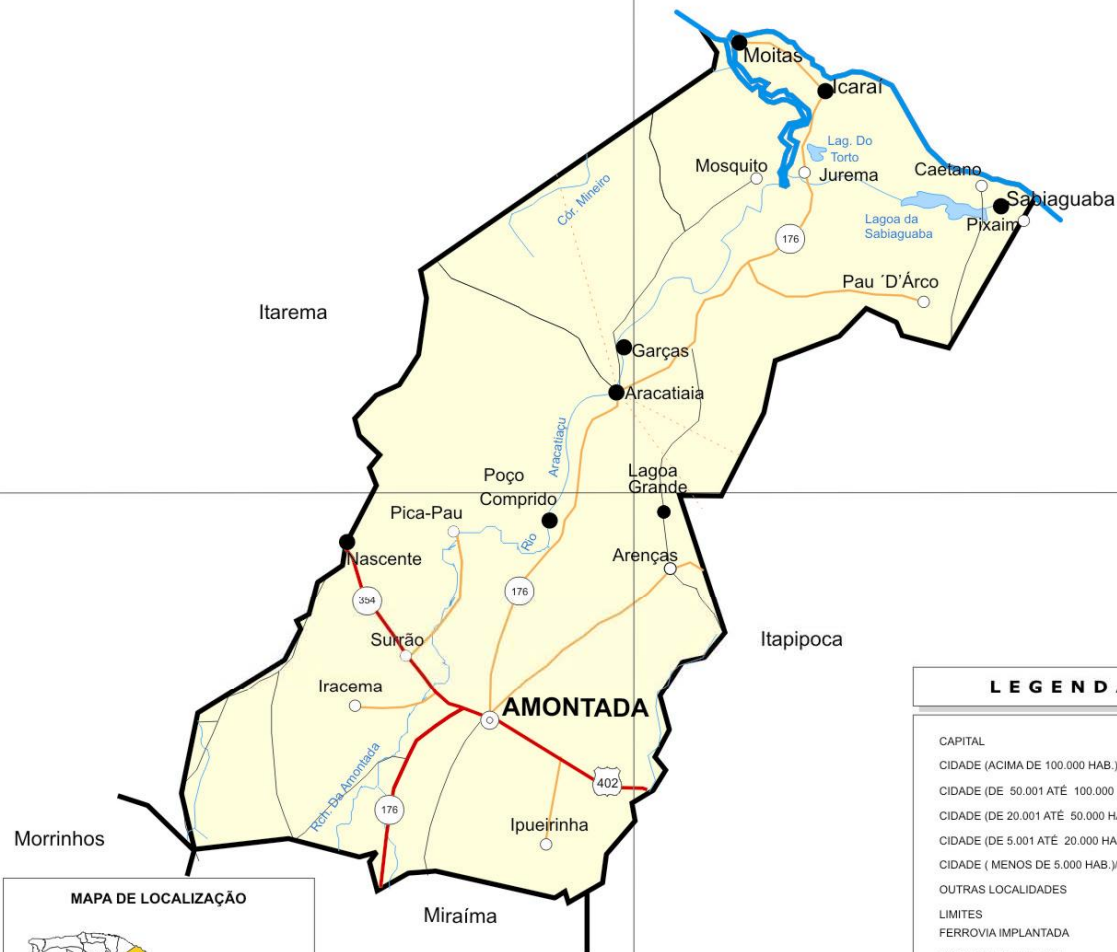 Moitas
Icaraí
Lag. Do
Torto
Mosquito
Jurema
Caetano
Sabiaguaba
Cór. Mineiro
Lagoa da
Sabiaguaba
Pixaim
176
Pau ´D'Árco
Itarema
Garças
Aracatiaia
Aracatiaçu
Poço
Comprido
Lagoa
Grande
Pica-Pau
Rio
Nascente
Arenças
354
176
Surrão
Itapipoca
Iracema
AMONTADA
LEGENDA
CAPITAL
CIDADE (ACIMA DE 100.000 HAB.)
CIDADE (DE 50.001 ATÉ 100.000
CIDADE (DE 20.001 ATÉ 50.000 HA
CIDADE (DE 5.001 ATÉ 20.000 HA
CIDADE ( MENOS DE 5.000 HAB.)/
OUTRAS LOCALIDADES
LIMITES
FERROVIA IMPLANTADA
Rch. Da Amontada
402
176
Ipueirinha
Morrinhos
MAPA DE LOCALIZAÇÃO
Miraíma